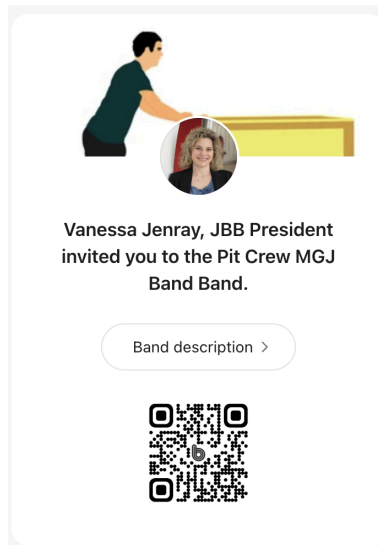 Vanessa Jenray, JBB President
invited you to the Pit Crew MGJ
Band Band.
Band description >